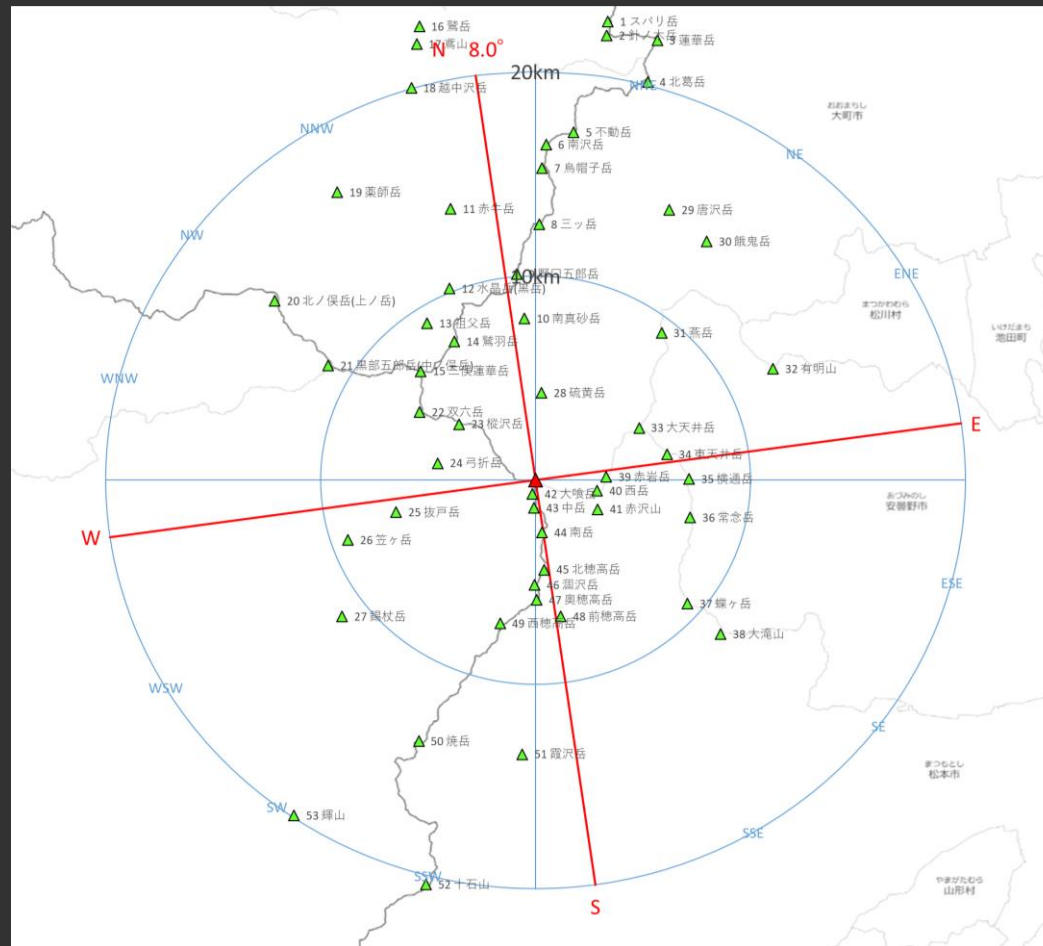 1 スバリ岳
16 鷲岳
2 針ノ木岳
3 蓮華岳
17 鳶山
N 8.0°
20km
4 北葛岳
NNE
18 越中沢岳
おおまちし
大町市
NNW
5 不動岳
6 南沢岳
NE
7 烏帽子岳
19 薬師岳
11 赤牛岳
29 唐沢岳
8 三ッ岳
NW
30 餓鬼岳
9 野口五郎岳
ENE
10km
12 水晶岳(黒岳)
20 北ノ俣岳(上ノ岳)
まつかわむら
松川村
10 南真砂岳
13 祖父岳
いけだまち
池田町
31 燕岳
14 鷲羽岳
21 黒部五郎岳(中ノ俣岳)
15 三俣蓮華岳
32 有明山
WNW
28 硫黄岳
22 双六岳
23 樅沢岳
33 大天井岳
E
34 東天井岳
24 弓折岳
39 赤岩岳
35 横通岳
40 西岳
42 大喰岳
あづみのし
安曇野市
43 中岳
41 赤沢山
25 抜戸岳
36 常念岳
44 南岳
W
26 笠ヶ岳
45 北穂高岳
ESE
46 涸沢岳
47 奥穂高岳
37 蝶ヶ岳
27 錫杖岳
48 前穂高岳
49 西穂高岳
38 大滝山
WSW
SE
50 焼岳
51 霞沢岳
まつもとし
松本市
SW
53 輝山
SSE
SSW
52 十石山
やまがたむら
山形村
S